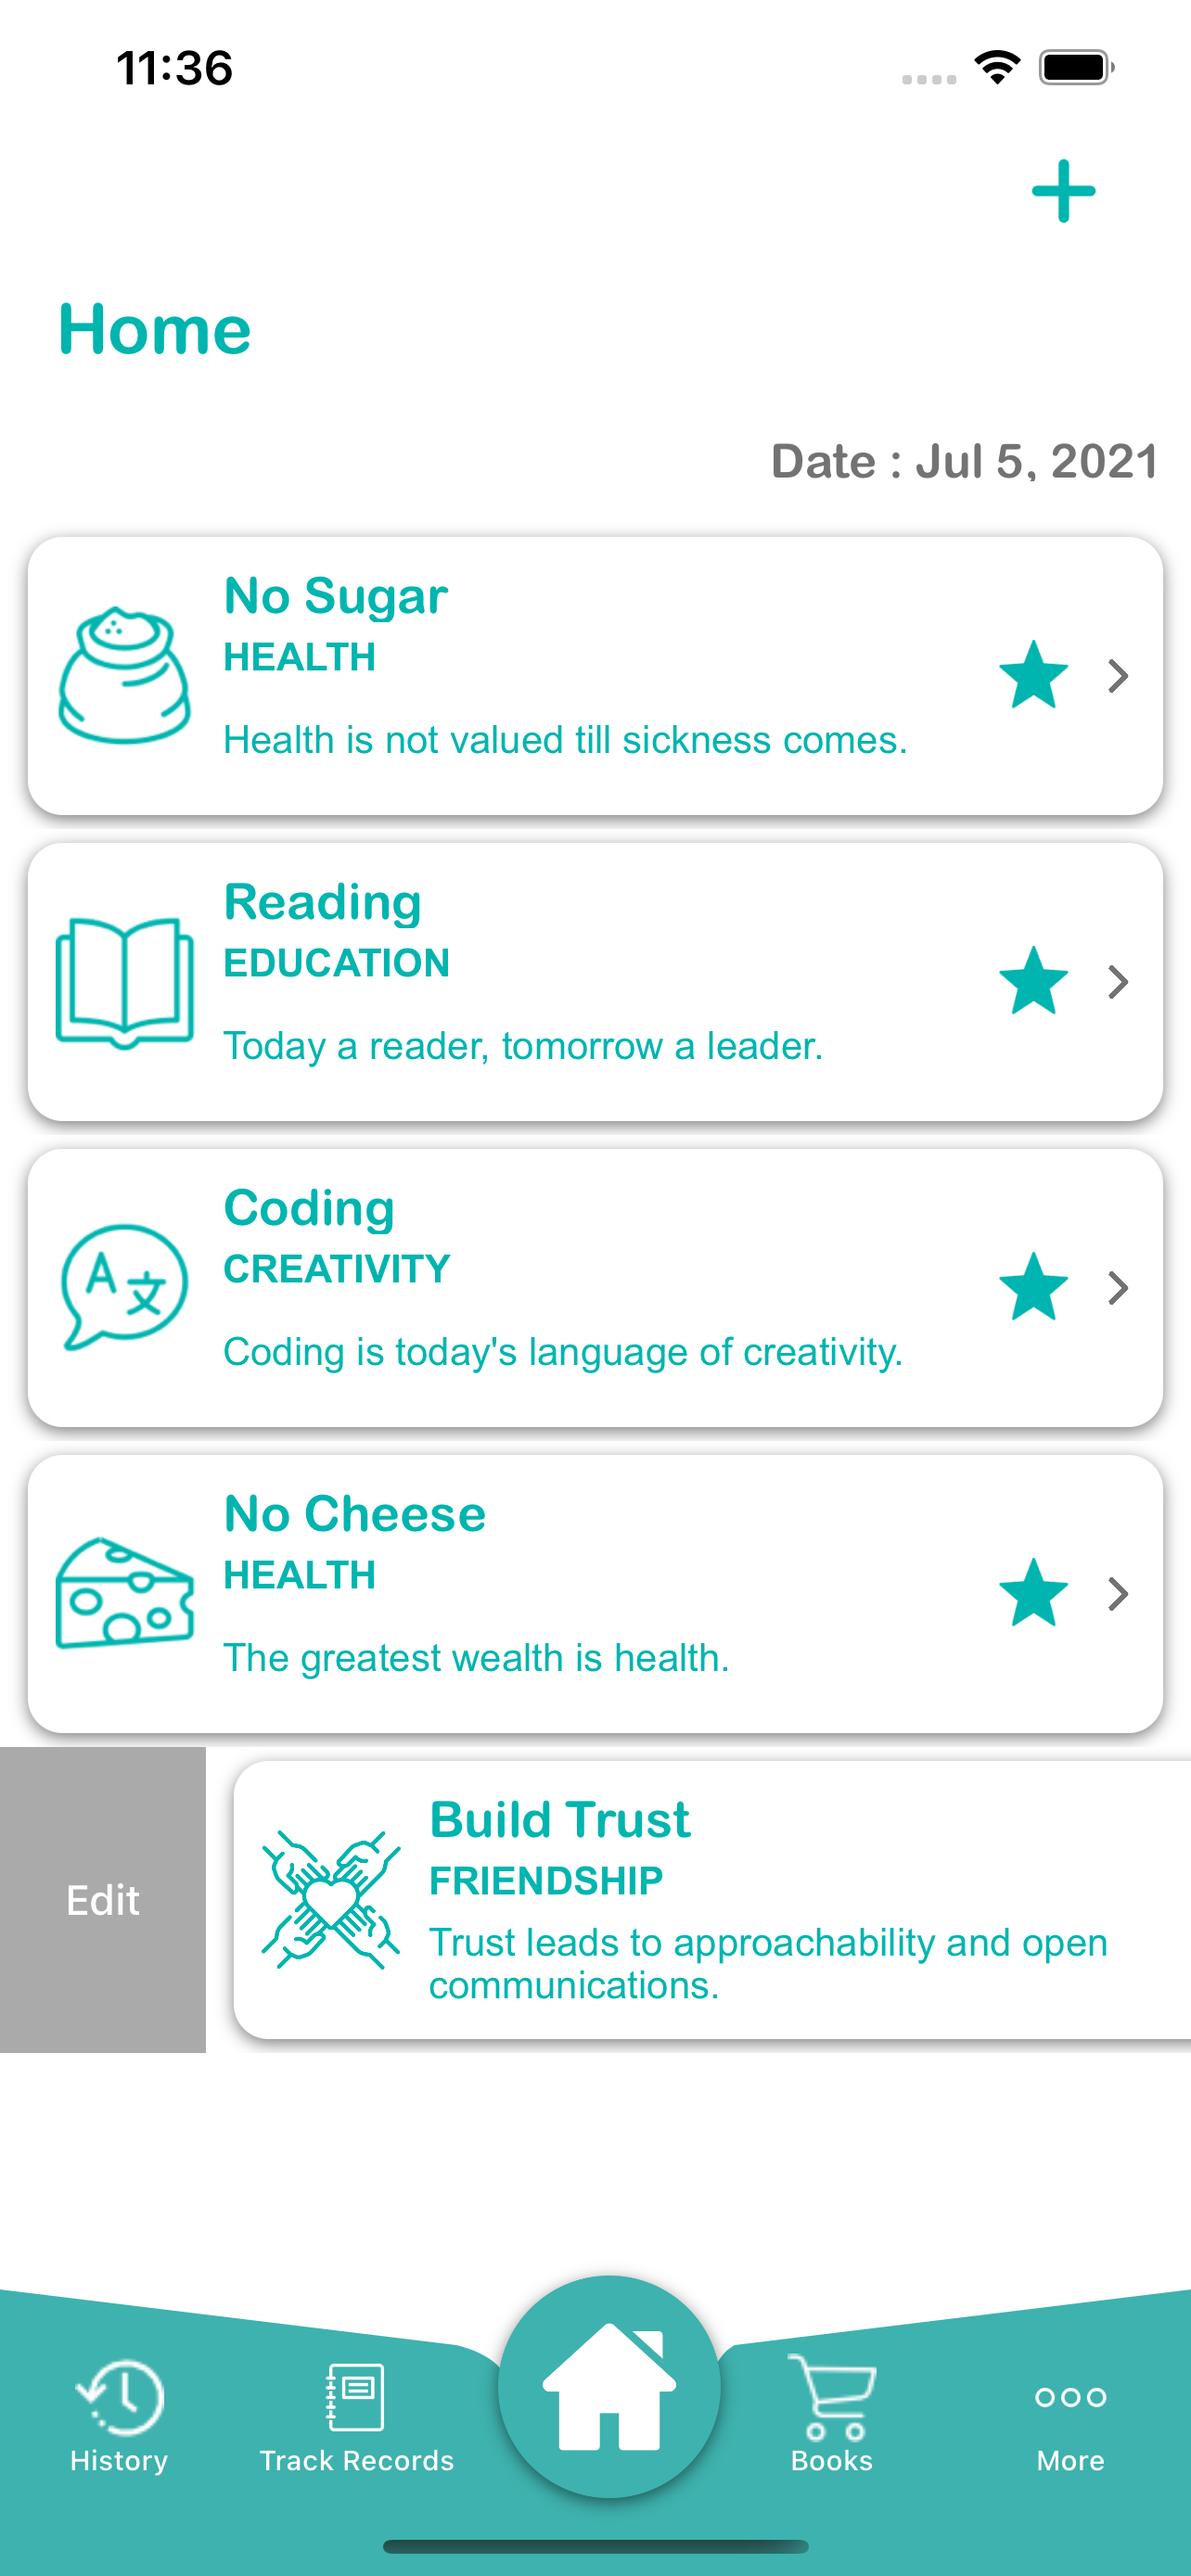 11:36
Home
Date : Jul 5, 2021
No Sugar
HEALTH
Health is not valued till sickness comes.
Reading
EDUCATION
Today a reader, tomorrow a leader.
A 文
Coding
CREATIVITY
Coding is today's language of creativity.
No Cheese
HEALTH
The greatest wealth is health.
Edit
Build Trust
FRIENDSHIP
Trust leads to approachability and open
communications.
History
Track Records
Books
More